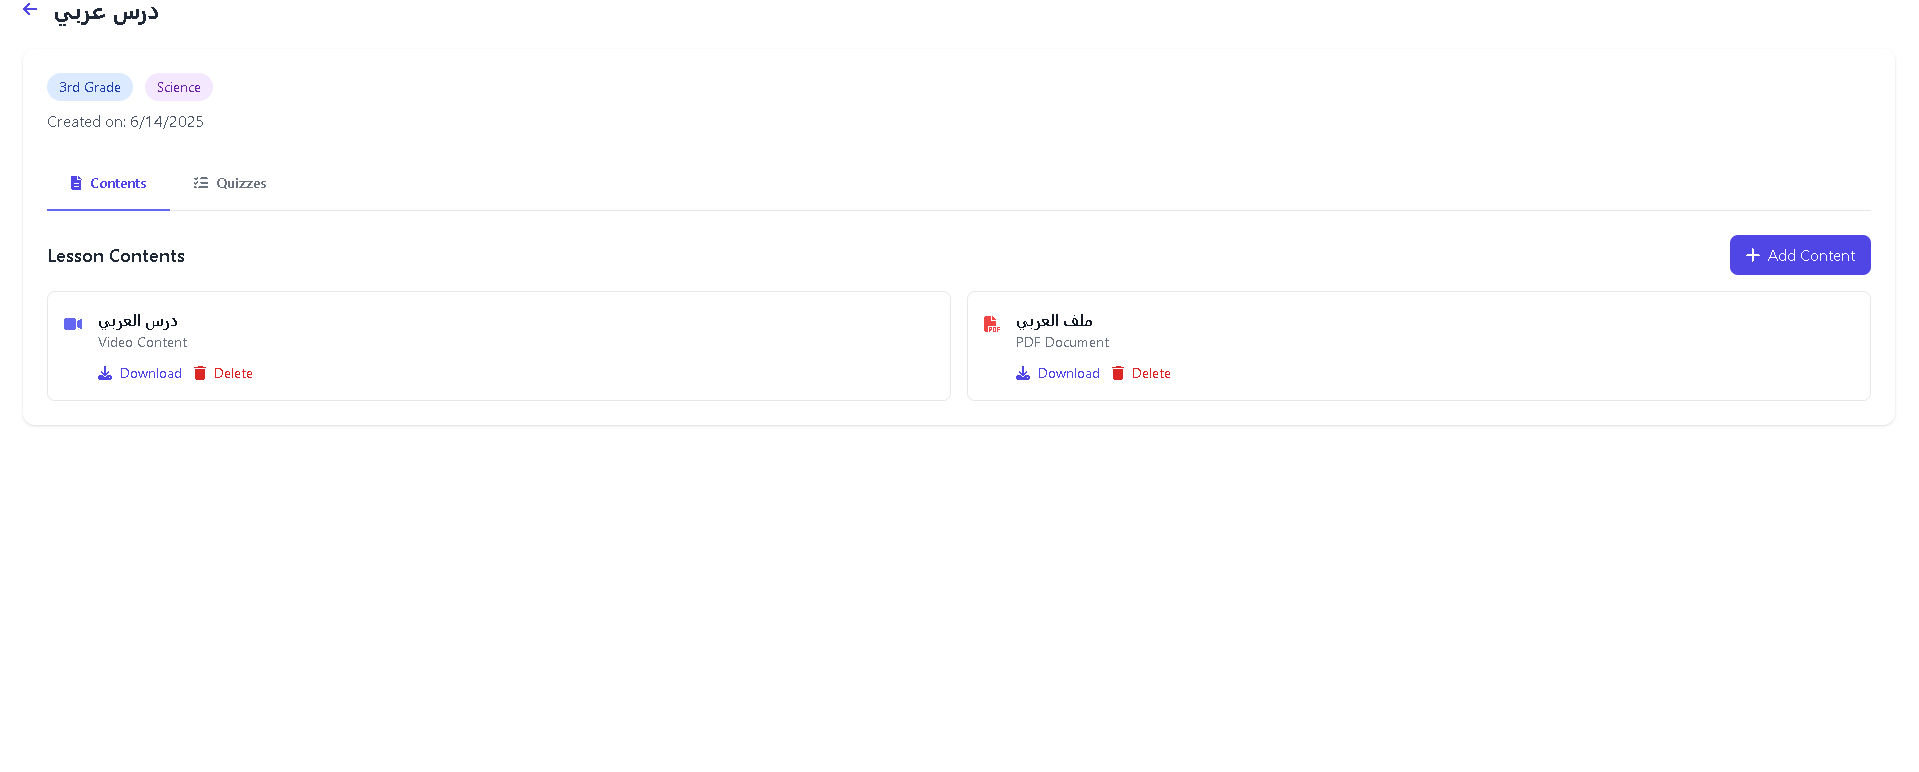 درس عربي
3rd Grade Science
Created on: 6/14/2025
Contents Quizzes
Lesson Contents
Add Content
درس العربي
Video Content
Download Delete
ملف العربي
PDF Document
Download Delete